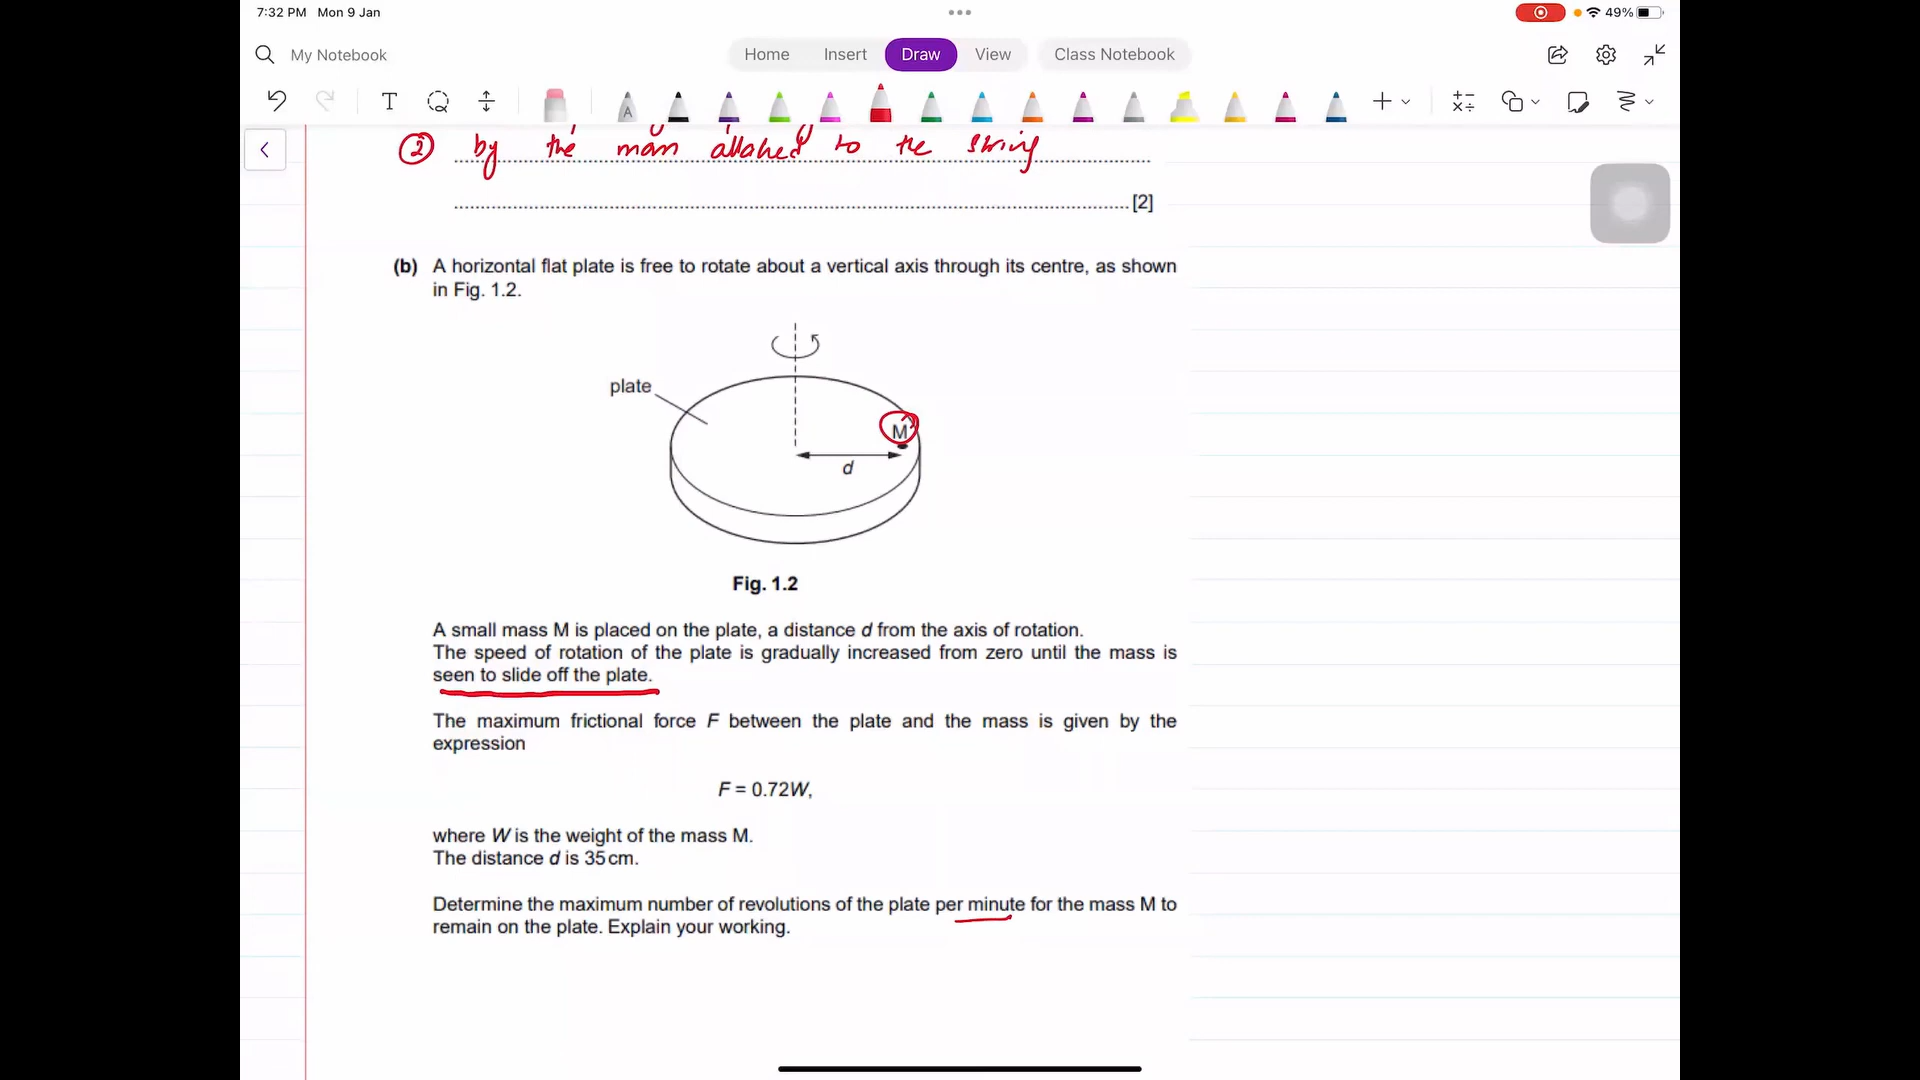 7:32 PM Mon 9 Jan
49%
My Notebook
Home Insert Draw View Class Notebook
T
A
② by the mass attached to the string
[2]
(b) A horizontal flat plate is free to rotate about a vertical axis through its centre, as shown
in Fig. 1.2.
plate
M
d
Fig. 1.2
A small mass M is placed on the plate, a distance d from the axis of rotation.
The speed of rotation of the plate is gradually increased from zero until the mass is
seen to slide off the plate.
The maximum frictional force F between the plate and the mass is given by the
expression
F = 0.72W,
where W is the weight of the mass M.
The distance d is 35 cm.
Determine the maximum number of revolutions of the plate per minute for the mass M to
remain on the plate. Explain your working.